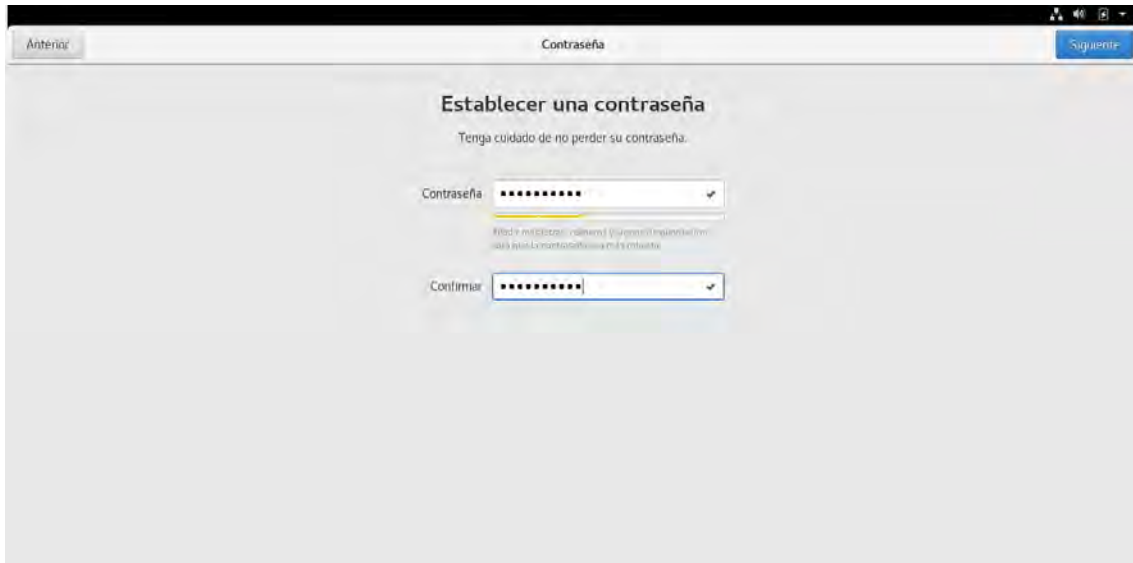 Anterior
Contraseña
Siguiente
Establecer una contraseña
Tenga cuidado de no perder su contraseña.
Contraseña
Confirmar